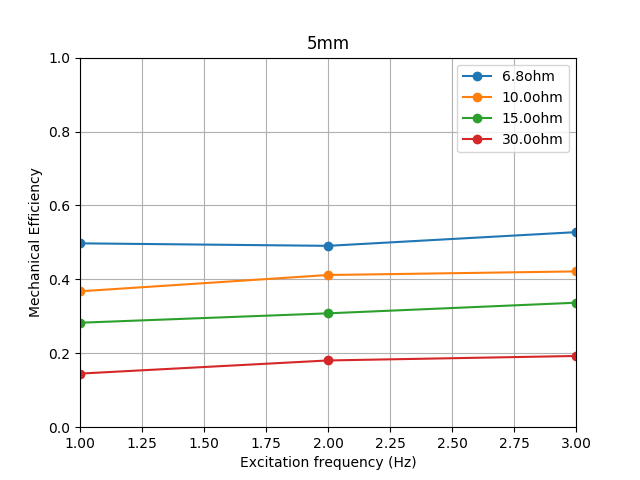 5mm
1.0
0.8
0.6
0.4
0.2
0.0
Mechanical Efficiency
6.8ohm
10.0ohm
15.0ohm
30.0ohm
1.00 1.25 1.50 1.75 2.00 2.25 2.50 2.75 3.00
Excitation frequency (Hz)